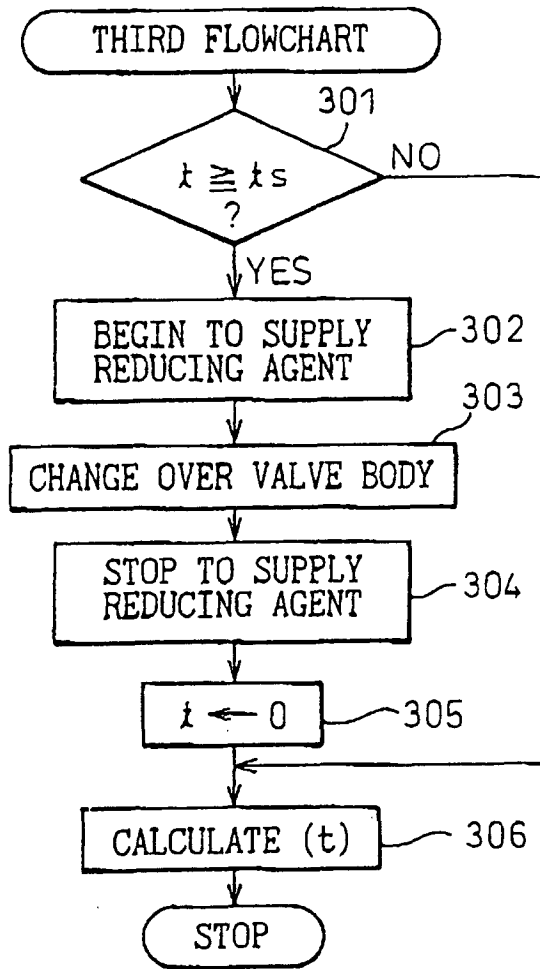 THIRD FLOWCHART
301
t ≧ ts
?
NO
YES
BEGIN TO SUPPLY
REDUCING AGENT
302
303
CHANGE OVER VALVE BODY
STOP TO SUPPLY
REDUCING AGENT
304
t ← 0
305
CALCULATE (t)
306
STOP